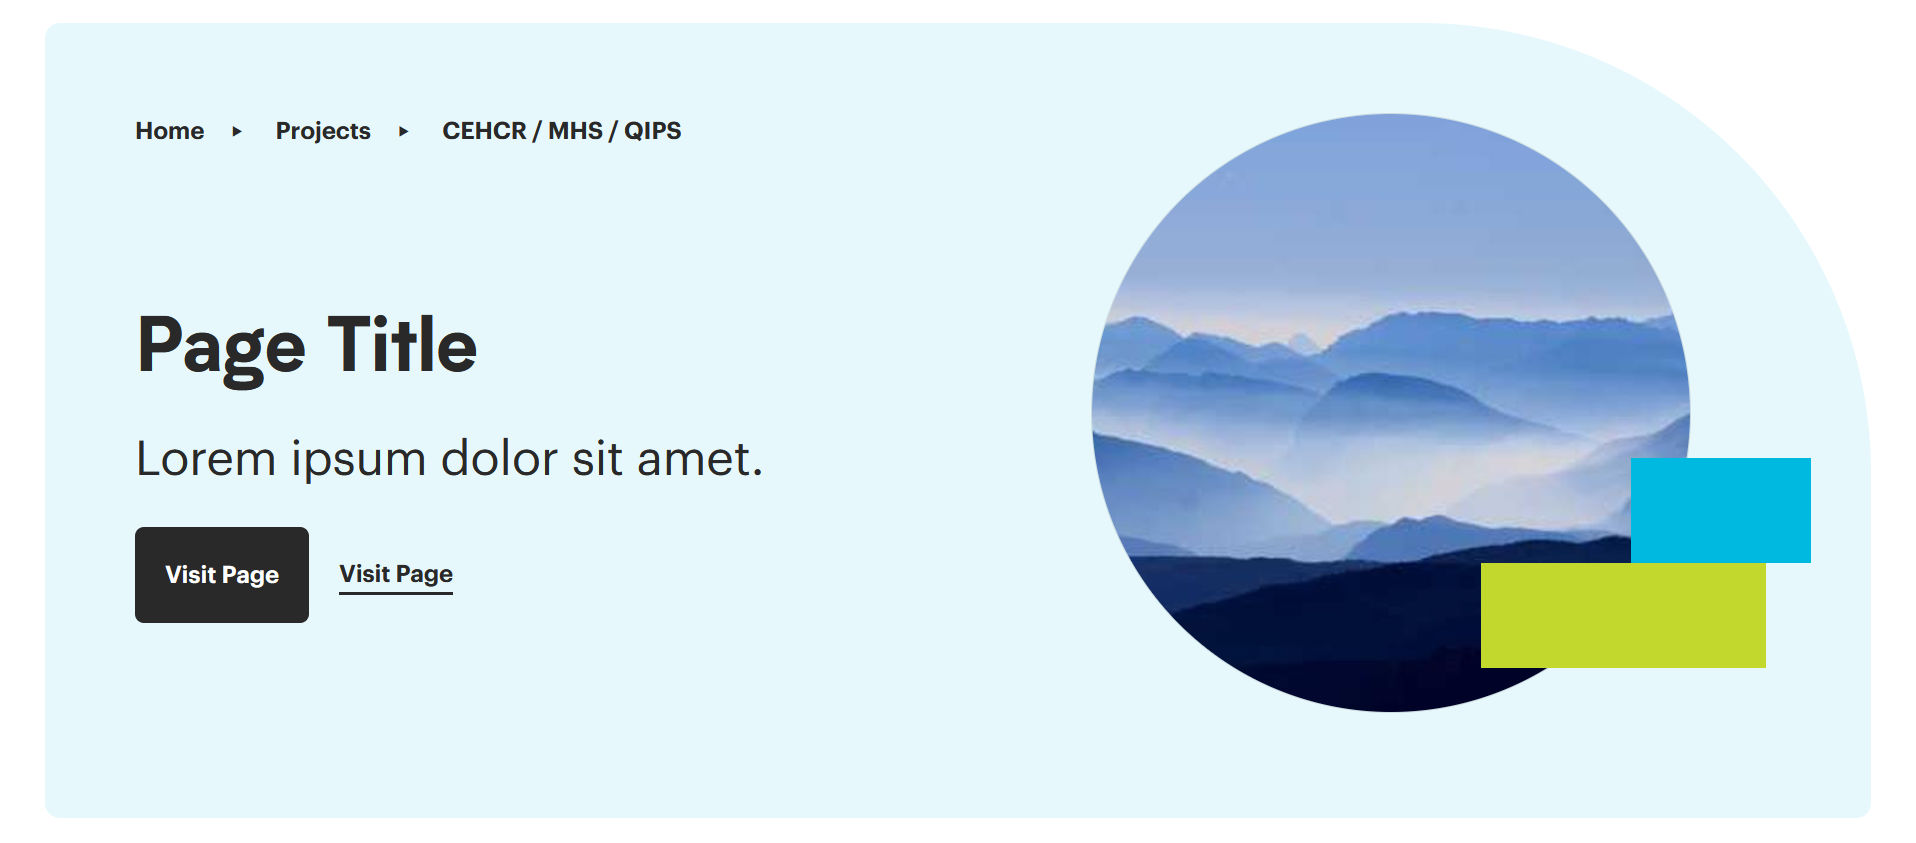 Home ▸ Projects ▸ CEHCR / MHS / QIPS
Page Title
Lorem ipsum dolor sit amet.
Visit Page Visit Page